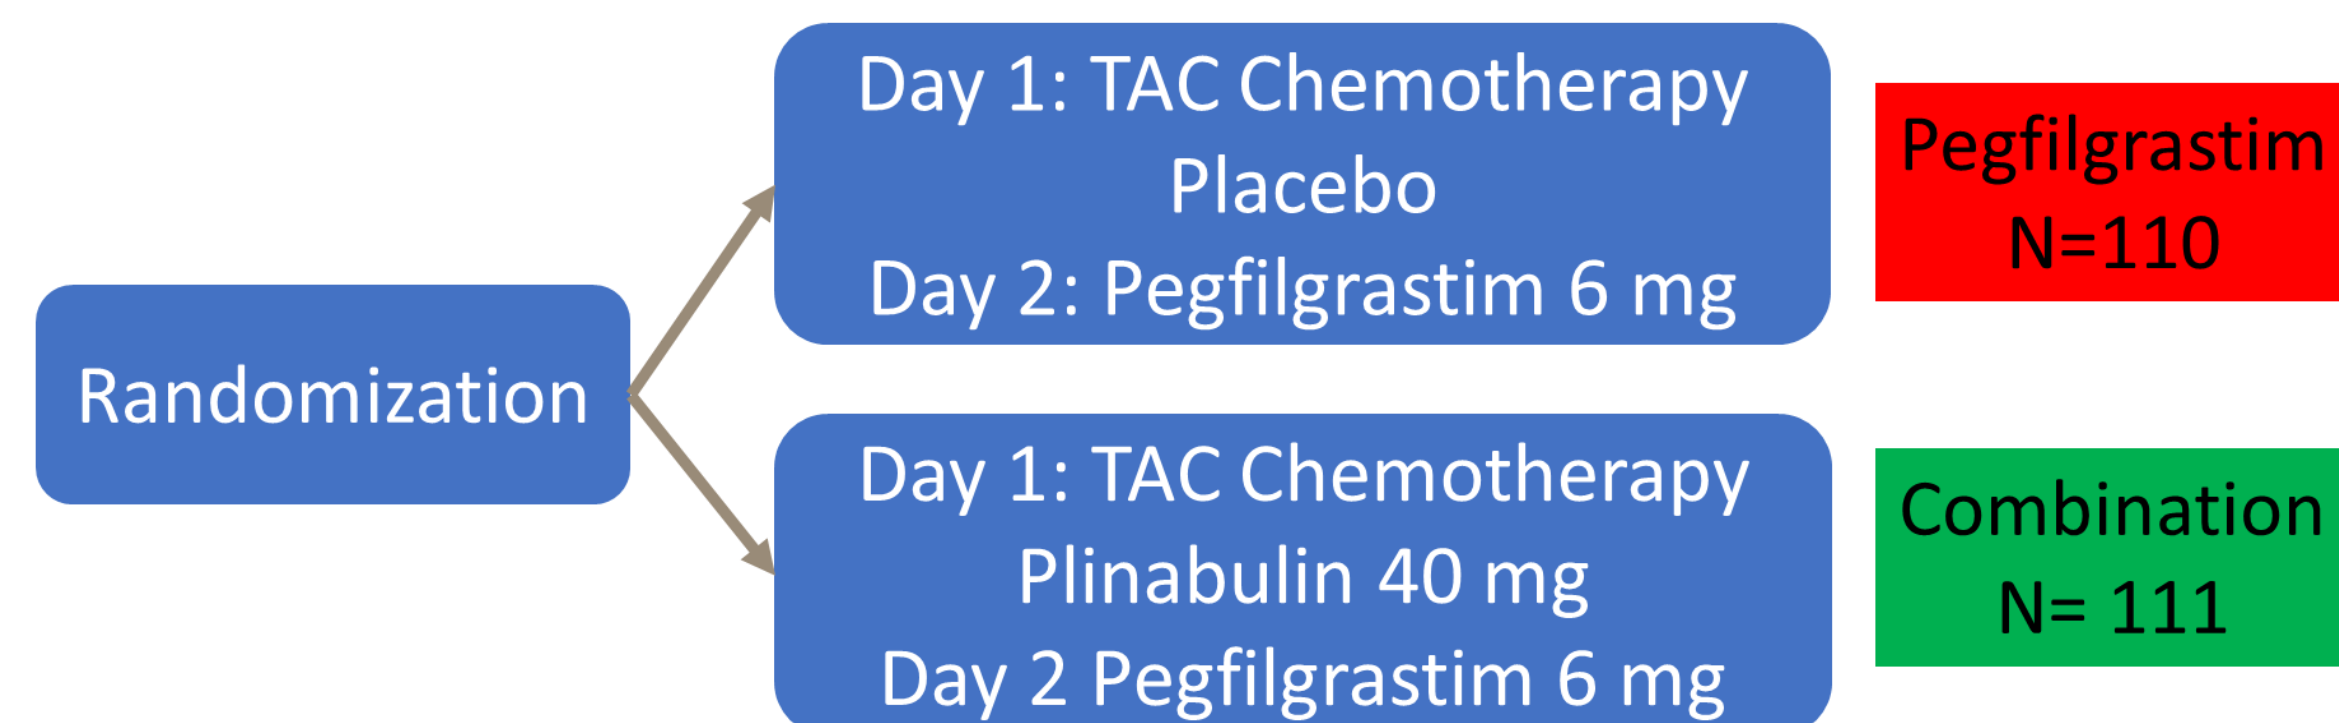 Randomization
Day 1: TAC Chemotherapy
Placebo
Day 2: Pegfilgrastim 6 mg
Pegfilgrastim
N=110
Day 1: TAC Chemotherapy
Plinabulin 40 mg
Day 2 Pegfilgrastim 6 mg
Combination
N= 111